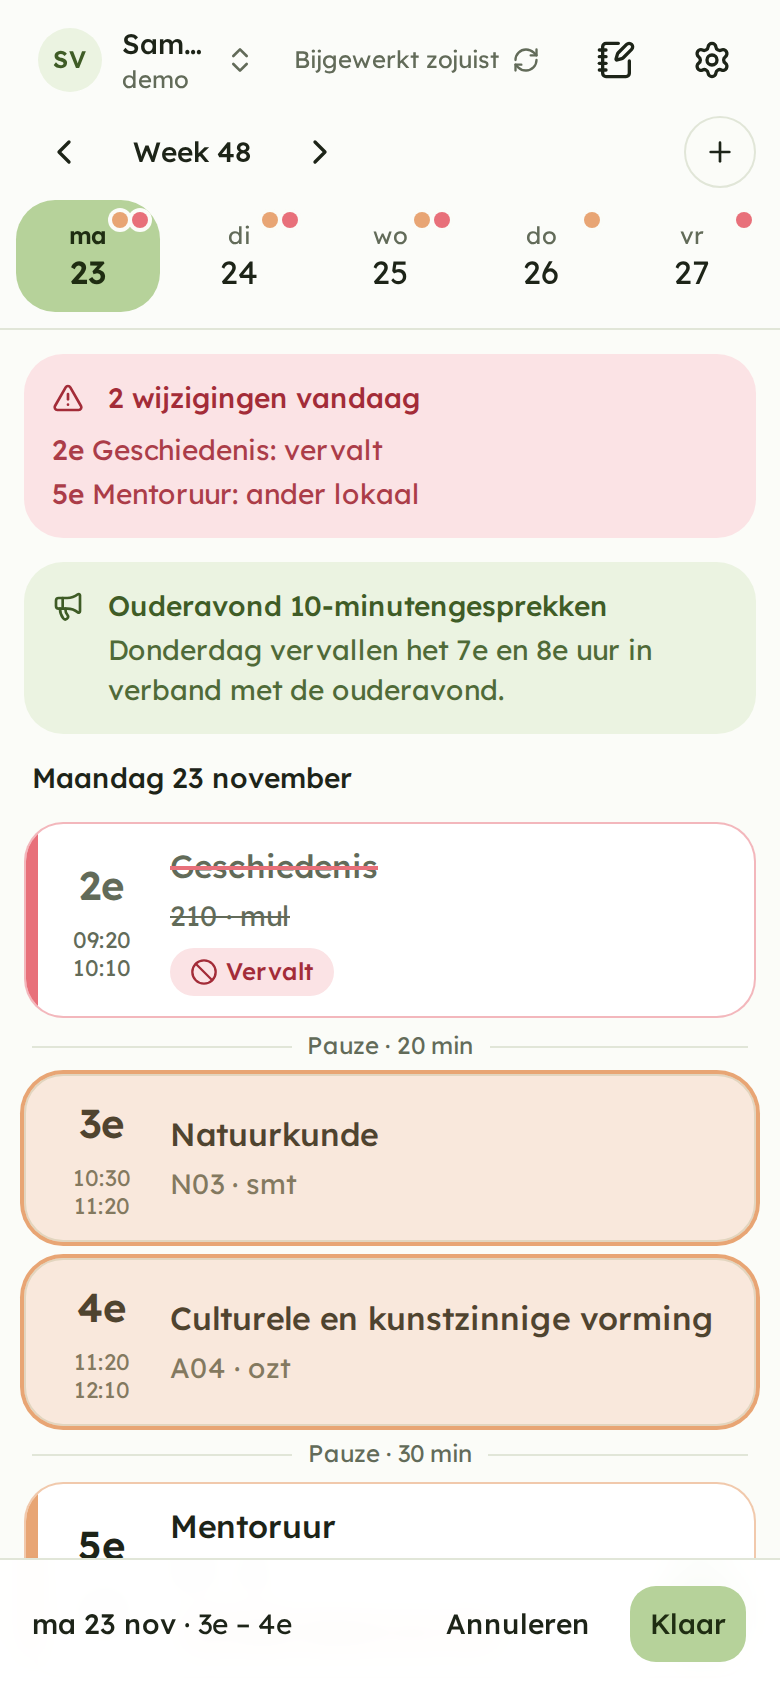 SV
Sam...
demo
Bijgewerkt zojuist
Week 48
ma
23
di
24
wo
25
do
26
vr
27
2 wijzigingen vandaag
2e Geschiedenis: vervalt
5e Mentoruur: ander lokaal
Ouderavond 10-minutengesprekken
Donderdag vervallen het 7e en 8e uur in
verband met de ouderavond.
Maandag 23 november
2e
09:20
10:10
Geschiedenis
210 · mul
Vervalt
Pauze · 20 min
3e
10:30
11:20
Natuurkunde
N03 · smt
4e
11:20
12:10
Culturele en kunstzinnige vorming
A04 · ozt
Pauze · 30 min
5e
Mentoruur
ma 23 nov · 3e – 4e
Annuleren
Klaar